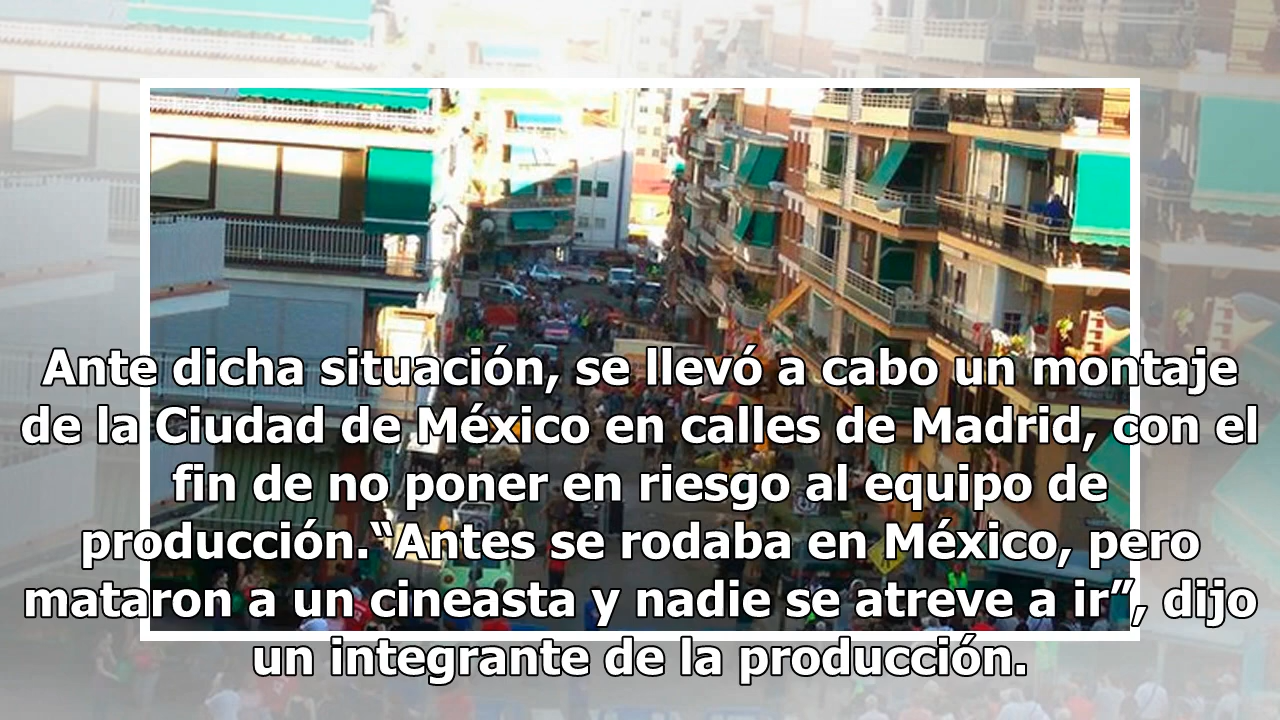 Ante dicha situación, se llevó a cabo un montaje
de la Ciudad de México en calles de Madrid, con el
fin de no poner en riesgo al equipo de
producción.“Antes se rodaba en México, pero
mataron a un cineasta y nadie se atreve a ir”, dijo
un integrante de la producción.